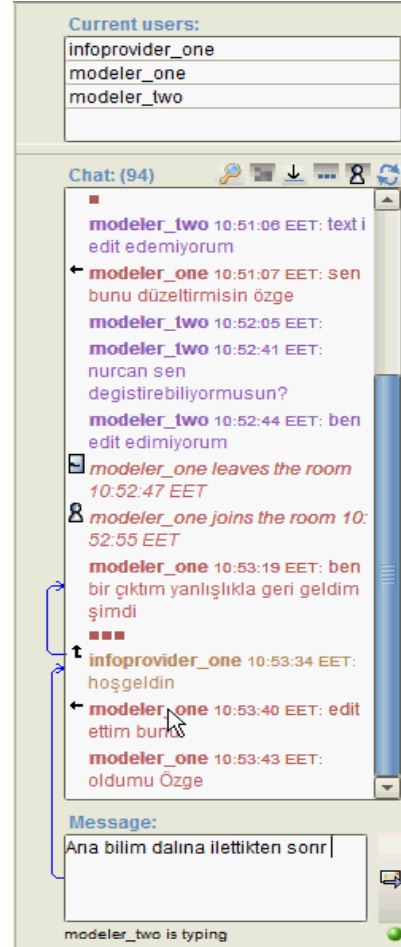 Current users:
infoprovider_one
modeler_one
modeler_two
Chat: (94)
modeler_two 10:51:06 EET: text i
edit edemiyorum
modeler_one 10:51:07 EET: sen
bunu düzeltirmisin özge
modeler_two 10:52:05 EET:
modeler_two 10:52:41 EET:
nurcan sen
degistirebiliyormusun?
modeler_two 10:52:44 EET: ben
edit edimiyorum
modeler_one leaves the room
10:52:47 EET
modeler_one joins the room 10:
52:55 EET
modeler_one 10:53:19 EET: ben
bir çıktım yanlışlıkla geri geldim
şimdi
infoprovider_one 10:53:34 EET:
hoşgeldin
modeler_one 10:53:40 EET: edit
ettim bunu
modeler_one 10:53:43 EET:
oldumu Özge
Message:
Ana bilim dalına ilettikten sonr
modeler_two is typing